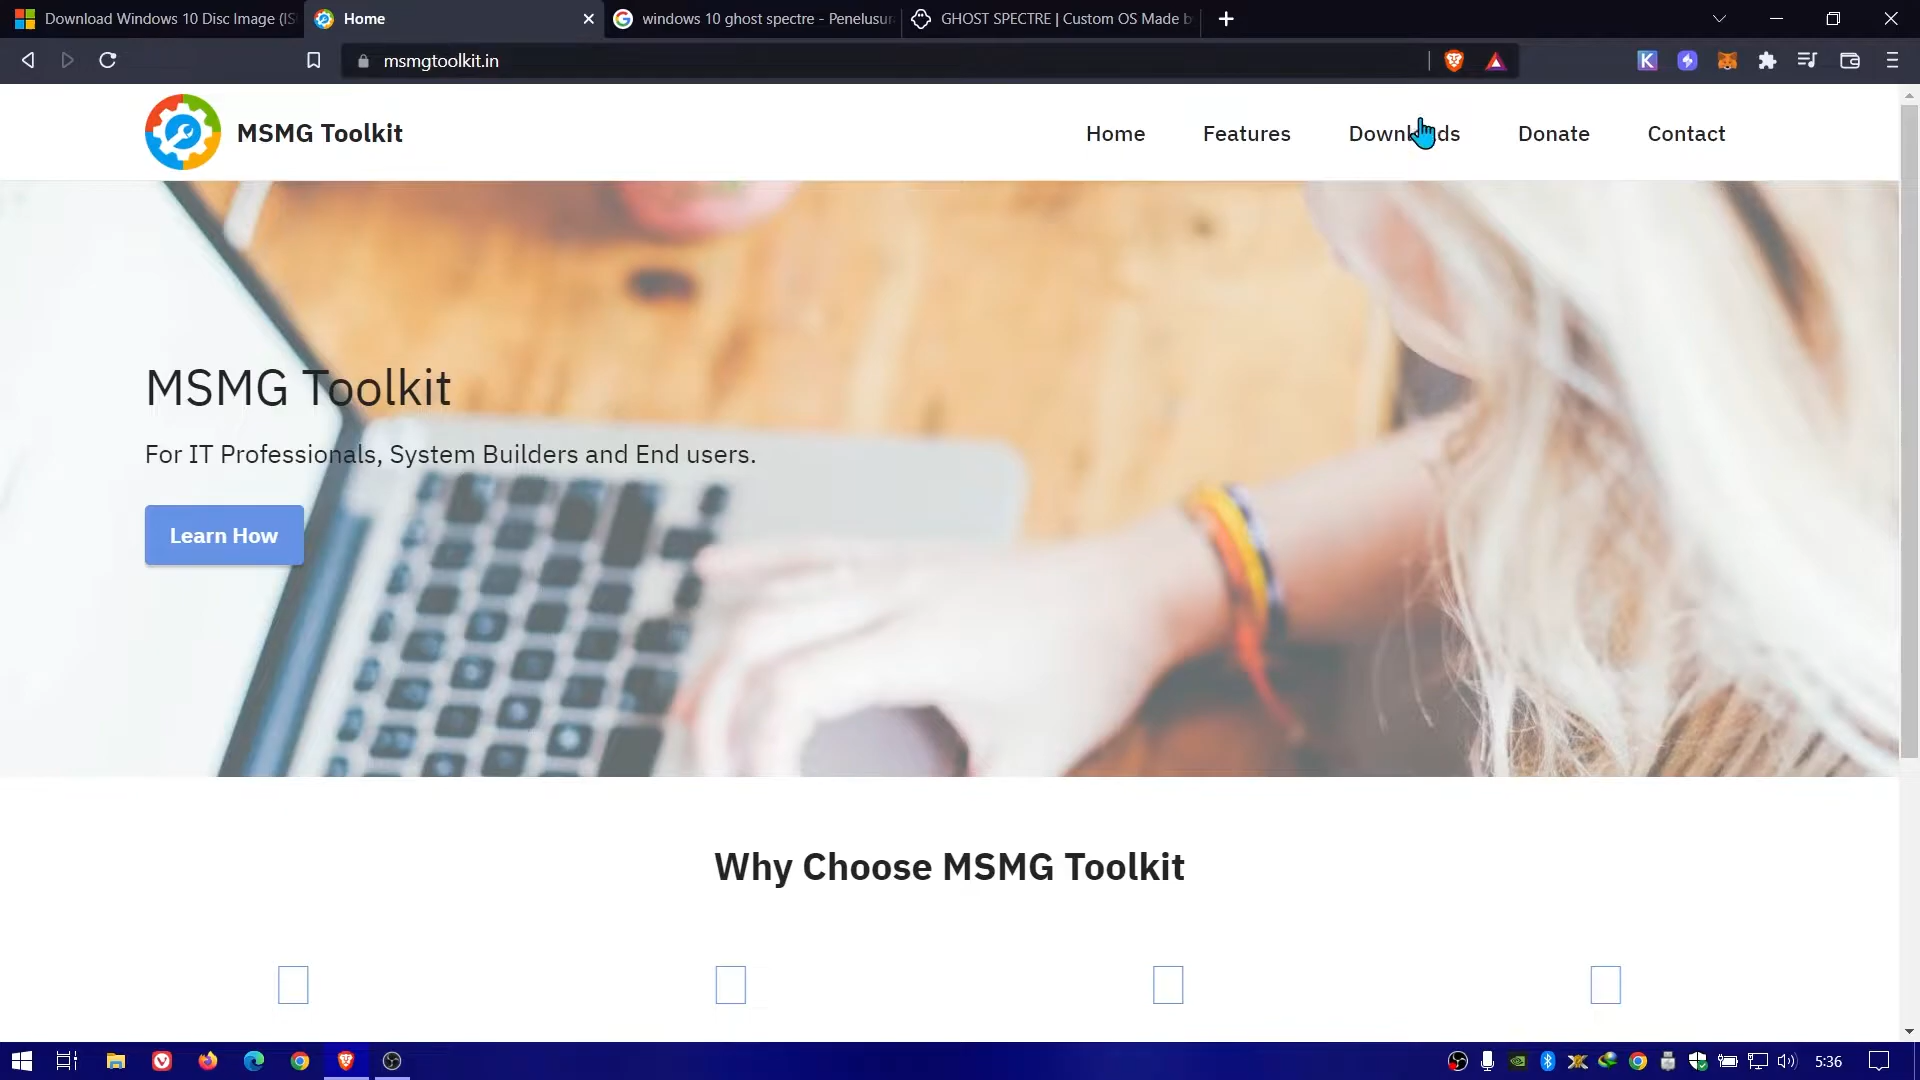 Download Windows 10 Disc Image (IS
Home
windows 10 ghost spectre - Penelusur
GHOST SPECTRE | Custom OS Made b
msmgtoolkit.in
MSMG Toolkit
Home
Features
Downloads
Donate
Contact
MSMG Toolkit
For IT Professionals, System Builders and End users.
Learn How
Why Choose MSMG Toolkit
5:36